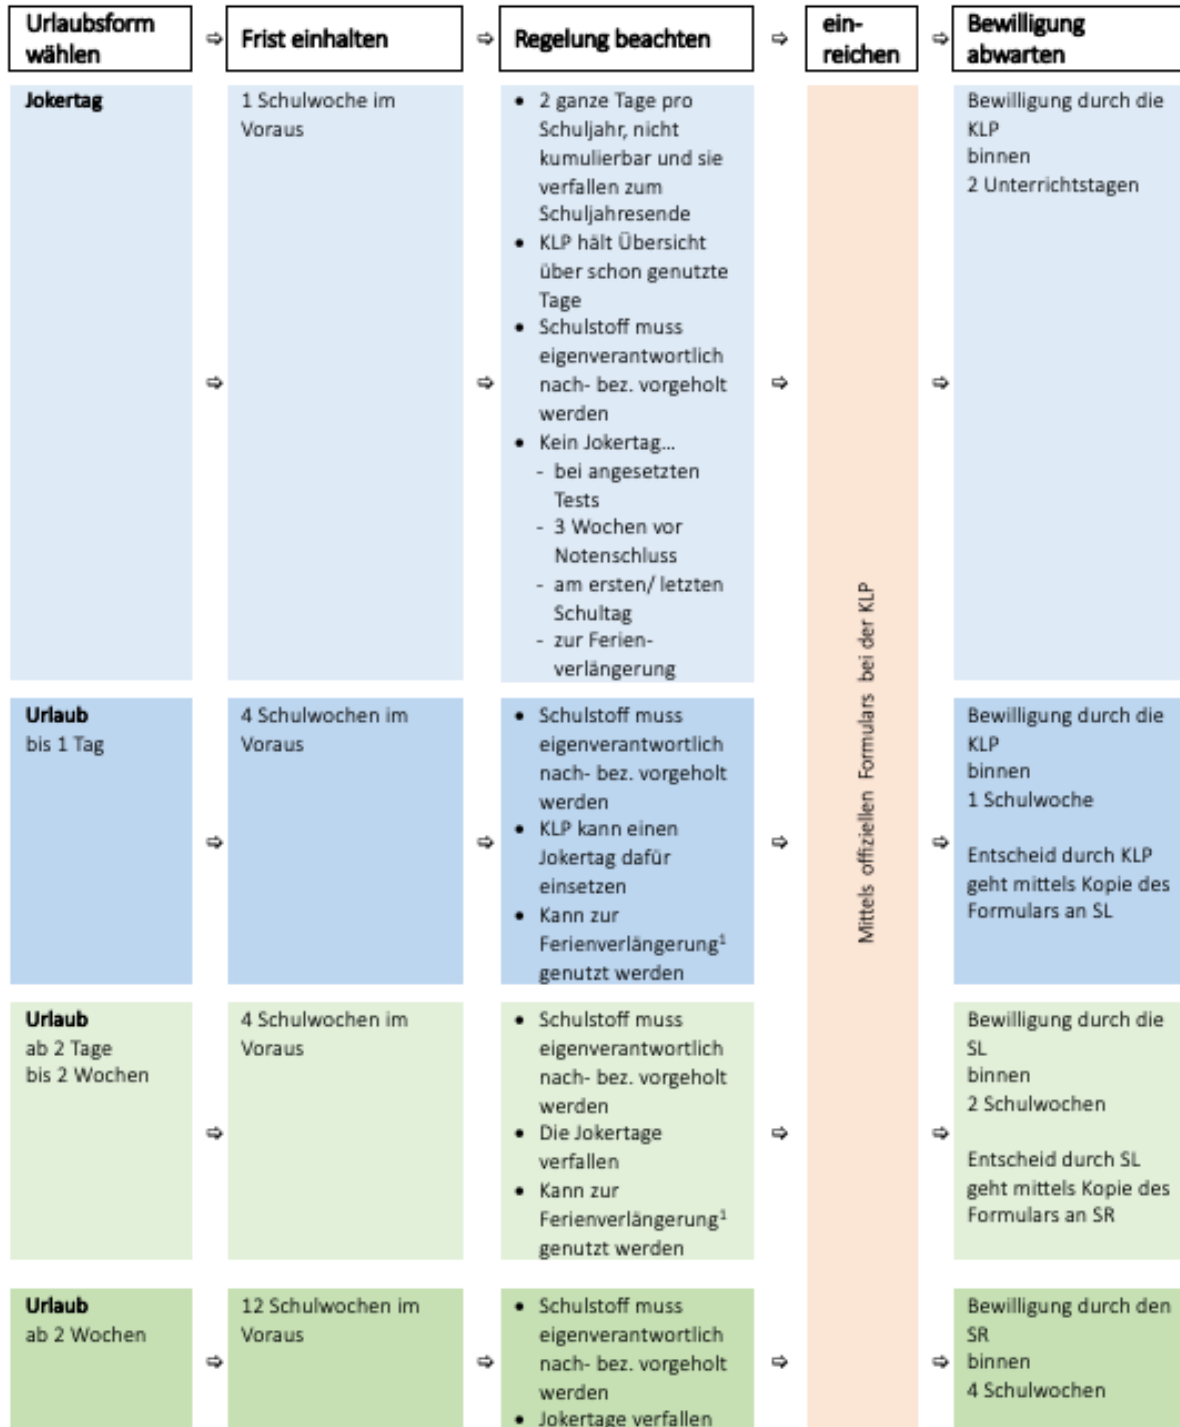 Urlaubsform
wählen
⇨
Frist einhalten
⇨
Regelung beachten
⇨
ein-
reichen
⇨
Bewilligung
abwarten
Jokertag
⇨
1 Schulwoche im
Voraus
⇨
• 2 ganze Tage pro
Schuljahr, nicht
kumulierbar und sie
verfallen zum
Schuljahresende
• KLP hält Übersicht
über schon genutzte
Tage
• Schulstoff muss
eigenverantwortlich
nach- bez. vorgeholt
werden
• Kein Jokertag...
- bei angesetzten
Tests
- 3 Wochen vor
Notenschluss
- am ersten/ letzten
Schultag
- zur Ferien-
verlängerung
⇨
Mittels offiziellen Formulars bei der KLP
⇨
Bewilligung durch die
KLP
binnen
2 Unterrichtstagen
Urlaub
bis 1 Tag
⇨
4 Schulwochen im
Voraus
⇨
• Schulstoff muss
eigenverantwortlich
nach- bez. vorgeholt
werden
• KLP kann einen
Jokertag dafür
einsetzen
• Kann zur
Ferienverlängerung¹
genutzt werden
⇨
⇨
Bewilligung durch die
KLP
binnen
1 Schulwoche
Entscheid durch KLP
geht mittels Kopie des
Formulars an SL
Urlaub
ab 2 Tage
bis 2 Wochen
⇨
4 Schulwochen im
Voraus
• Schulstoff muss
eigenverantwortlich
nach- bez. vorgeholt
werden
• Die Jokertage
verfallen
• Kann zur
Ferienverlängerung¹
genutzt werden
⇨
⇨
Bewilligung durch die
SL
binnen
2 Schulwochen
Entscheid durch SL
geht mittels Kopie des
Formulars an SR
Urlaub
ab 2 Wochen
⇨
12 Schulwochen im
Voraus
⇨
• Schulstoff muss
eigenverantwortlich
nach- bez. vorgeholt
werden
• Jokertage verfallen
⇨
⇨
Bewilligung durch den
SR
binnen
4 Schulwochen